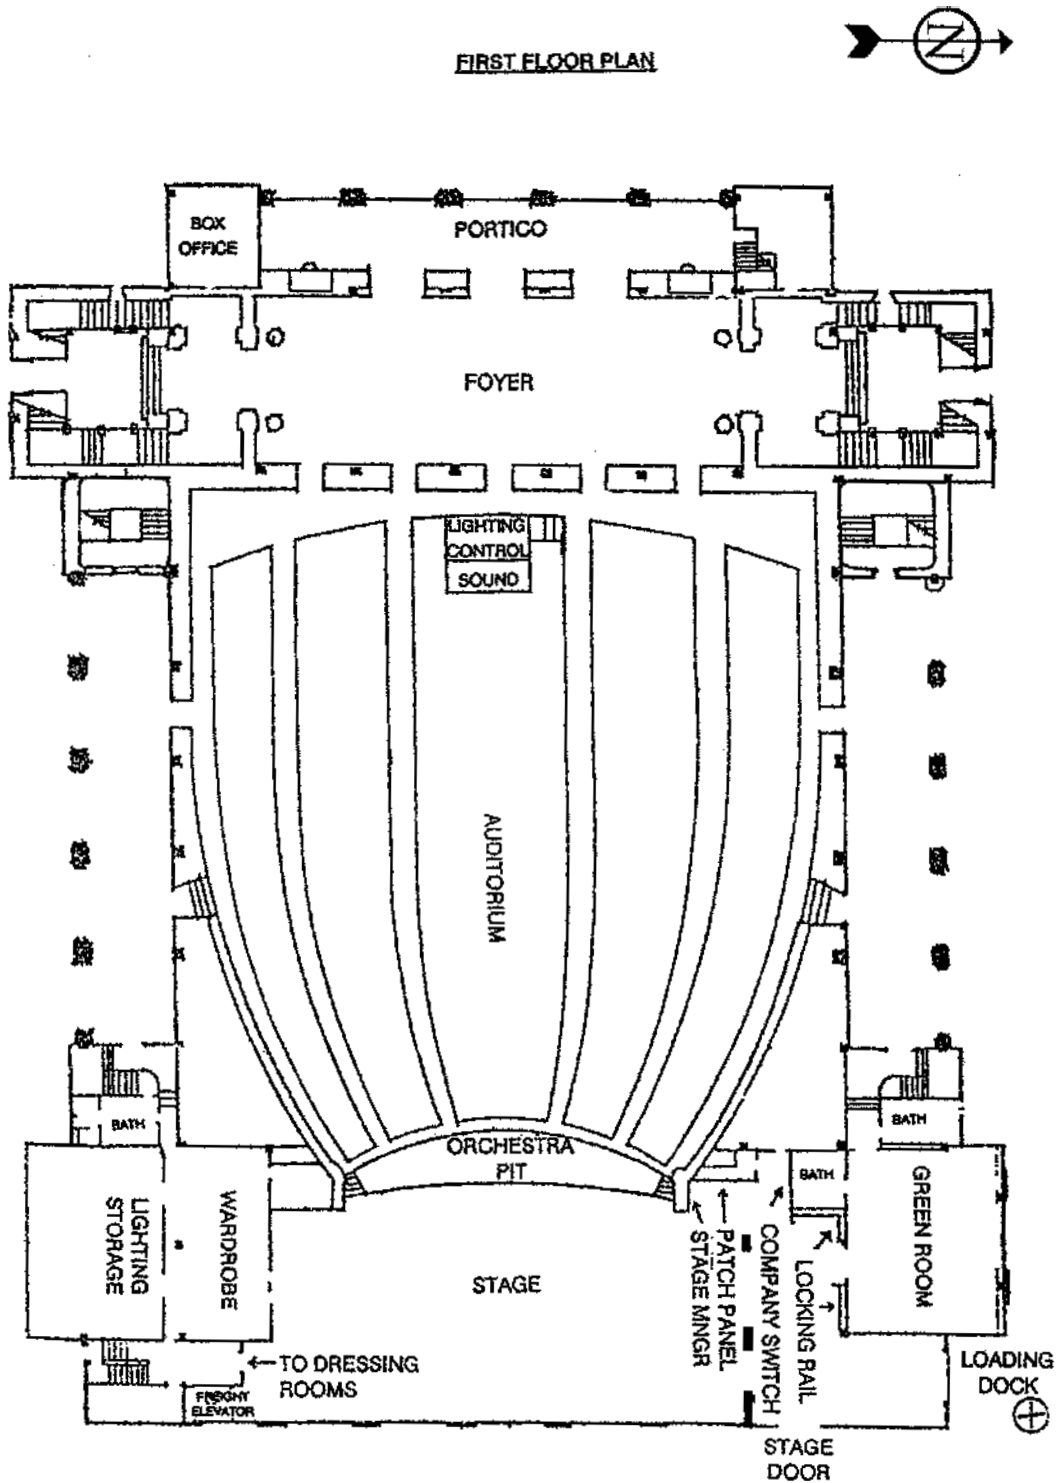 N
FIRST FLOOR PLAN
BOX
OFFICE
PORTICO
FOYER
LIGHTING
CONTROL
SOUND
AUDITORIUM
BATH
BATH
ORCHESTRA
PIT
BATH
LIGHTING
STORAGE
WARDROBE
STAGE
STAGE MNGR
PATCH PANEL
COMPANY SWITCH
LOCKING RAIL
GREEN ROOM
TO DRESSING
ROOMS
FREIGHT
ELEVATOR
LOADING
DOCK
STAGE
DOOR